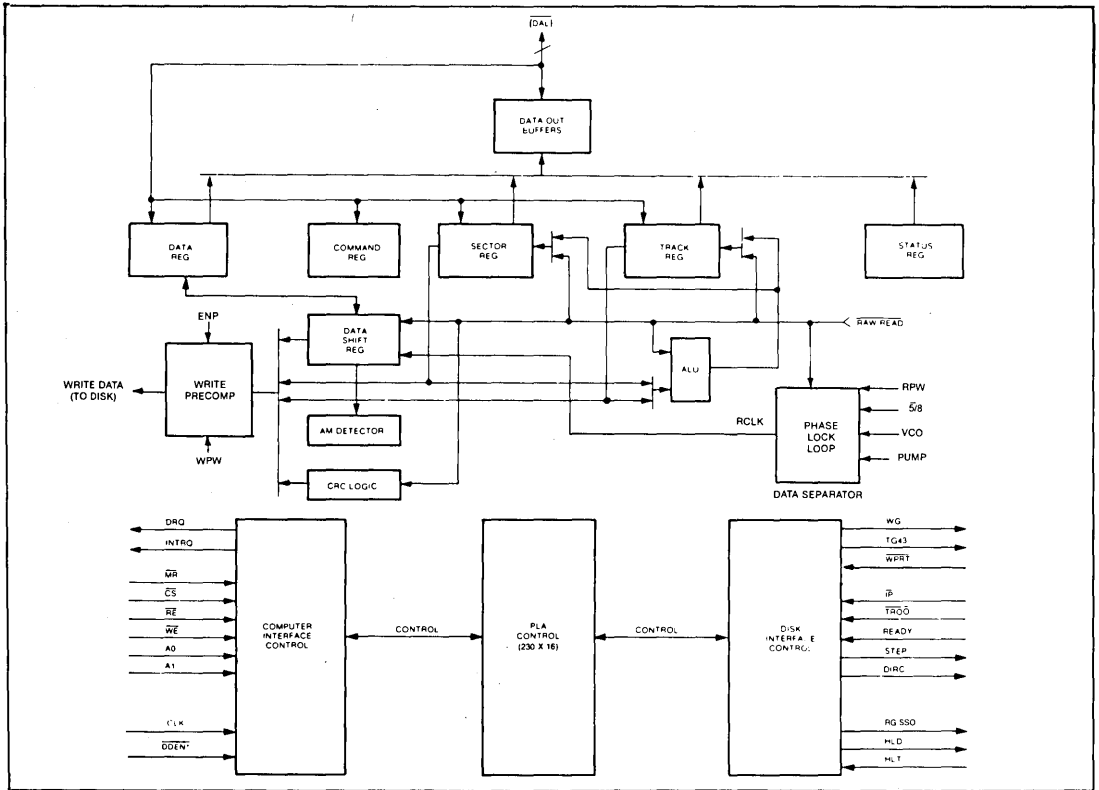 (DAL)
DATA OUT
BUFFERS
DATA
REG
COMMAND
REG
SECTOR
REG
TRACK
REG
STATUS
REG
ENP
DATA
SHIFT
REG
RAW READ
ALU
WRITE DATA
(TO DISK)
WRITE
PRECOMP
RPW
5/8
RCLK
PHASE
LOCK
LOOP
VCO
PUMP
AM DETECTOR
WPW
CRC LOGIC
DATA SEPARATOR
DRQ
INTRQ
MR
CS
RE
WE
A0
A1
CLK
DDEN*
COMPUTER
INTERFACE
CONTROL
CONTROL
PLA
CONTROL
(230 X 16)
CONTROL
DISK
INTERFACE
CONTROL
WG
TG43
WPRT
IP
TR00
READY
STEP
DIRC
RG SSO
HLD
HLT